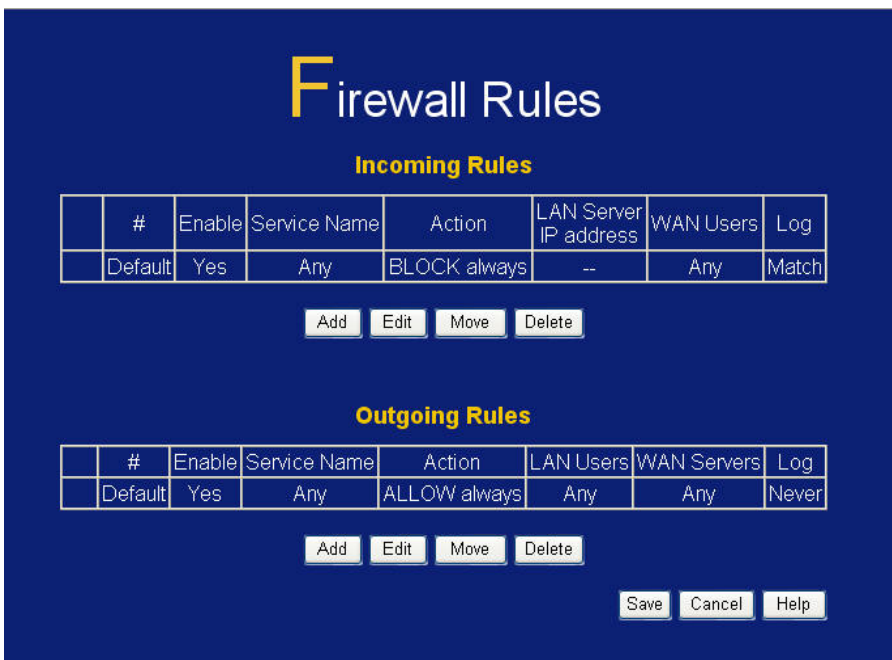 Firewall Rules
Incoming Rules
# Enable Service Name Action LAN Server IP address WAN Users Log
Default Yes Any BLOCK always -- Any Match
Add Edit Move Delete
Outgoing Rules
# Enable Service Name Action LAN Users WAN Servers Log
Default Yes Any ALLOW always Any Any Never
Add Edit Move Delete
Save Cancel Help